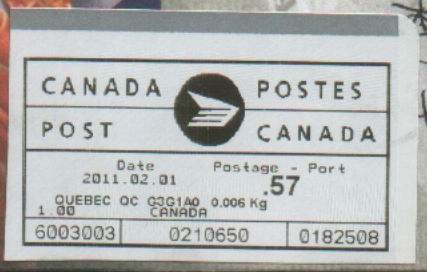 CANADA POSTES
POST CANADA
Date Postage - Port
2011.02.01 .57
QUEBEC QC G3G1A0 0.006 Kg
1.00 CANADA
6003003 0210650 0182508